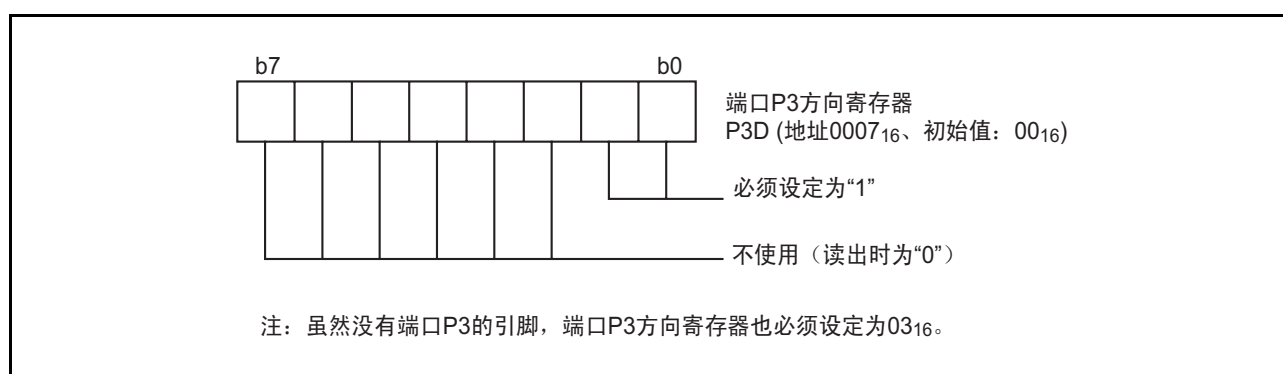 b7 b0
端口P3方向寄存器
P3D (地址0007₁₆、初始值：00₁₆)
必须设定为“1”
不使用（读出时为“0”）
注：虽然没有端口P3的引脚，端口P3方向寄存器也必须设定为03₁₆。